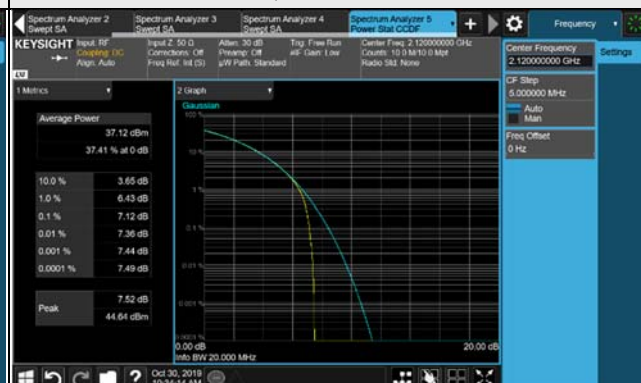 Spectrum Analyzer 2
Swept SA
Spectrum Analyzer 3
Swept SA
Spectrum Analyzer 4
Swept SA
Spectrum Analyzer 5
Power Stat CCDF
Frequency
KEYSIGHT
Input: RF
Coupling: DC
Align: Auto
Input Z: 50 Ω
Corrections: Off
Freq Ref: Int (S)
Atten: 30 dB
Preamp: Off
µW Path: Standard
Trig: Free Run
#IF Gain: Low
Center Freq: 2.120000000 GHz
Counts: 10.0 M/10.0 Mpt
Radio Std: None
LXI
Center Frequency
2.120000000 GHz
Settings
CF Step
5.000000 MHz
Auto
Man
Freq Offset
0 Hz
1 Metrics
Average Power
37.12 dBm
37.41 % at 0 dB
10.0 % 3.65 dB
1.0 % 6.43 dB
0.1 % 7.12 dB
0.01 % 7.36 dB
0.001 % 7.44 dB
0.0001 % 7.49 dB
Peak
7.52 dB
44.64 dBm
2 Graph
Gaussian
100 %
10 %
1 %
0.1 %
0.01 %
0.001 %
0.0001 %
0.00 dB
20.00 dB
Info BW 20.000 MHz
?
Oct 30, 2019